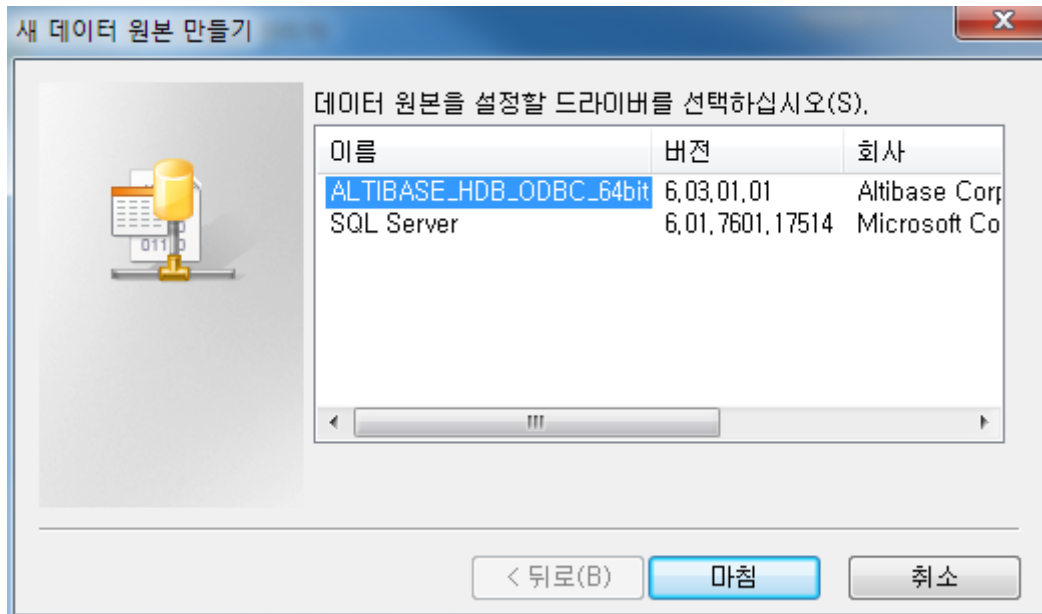 새 데이터 원본 만들기
데이터 원본을 설정할 드라이버를 선택하십시오(S).
이름 버전 회사
ALTIBASE_HDB_ODBC_64bit 6,03,01,01 Altibase Corp
SQL Server 6,01,7601,17514 Microsoft Co
< 뒤로(B) 마침 취소